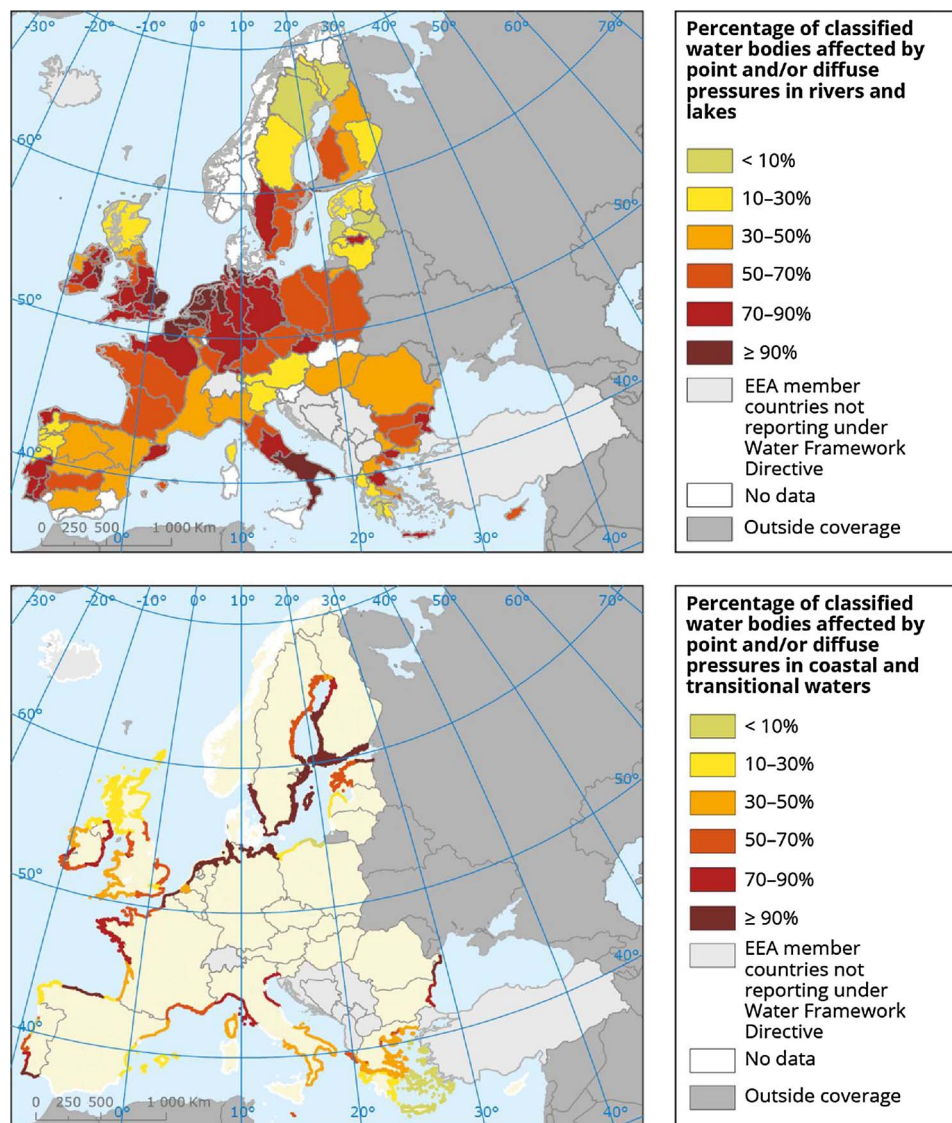 -30° -20° -10° 0° 10° 20° 30° 40° 50° 60° 70°
60°
50°
50°
40°
40°
0 250 500 1 000 Km
0° 10° 20° 30° 40°
Percentage of classified
water bodies affected by
point and/or diffuse
pressures in rivers and
lakes
< 10%
10–30%
30–50%
50–70%
70–90%
≥ 90%
EEA member
countries not
reporting under
Water Framework
Directive
No data
Outside coverage
-30° -20° -10° 0° 10° 20° 30° 40° 50° 60° 70°
60°
50°
50°
40°
40°
0 250 500 1 000 Km
0° 10° 20° 30° 40°
Percentage of classified
water bodies affected by
point and/or diffuse
pressures in coastal and
transitional waters
< 10%
10–30%
30–50%
50–70%
70–90%
≥ 90%
EEA member
countries not
reporting under
Water Framework
Directive
No data
Outside coverage